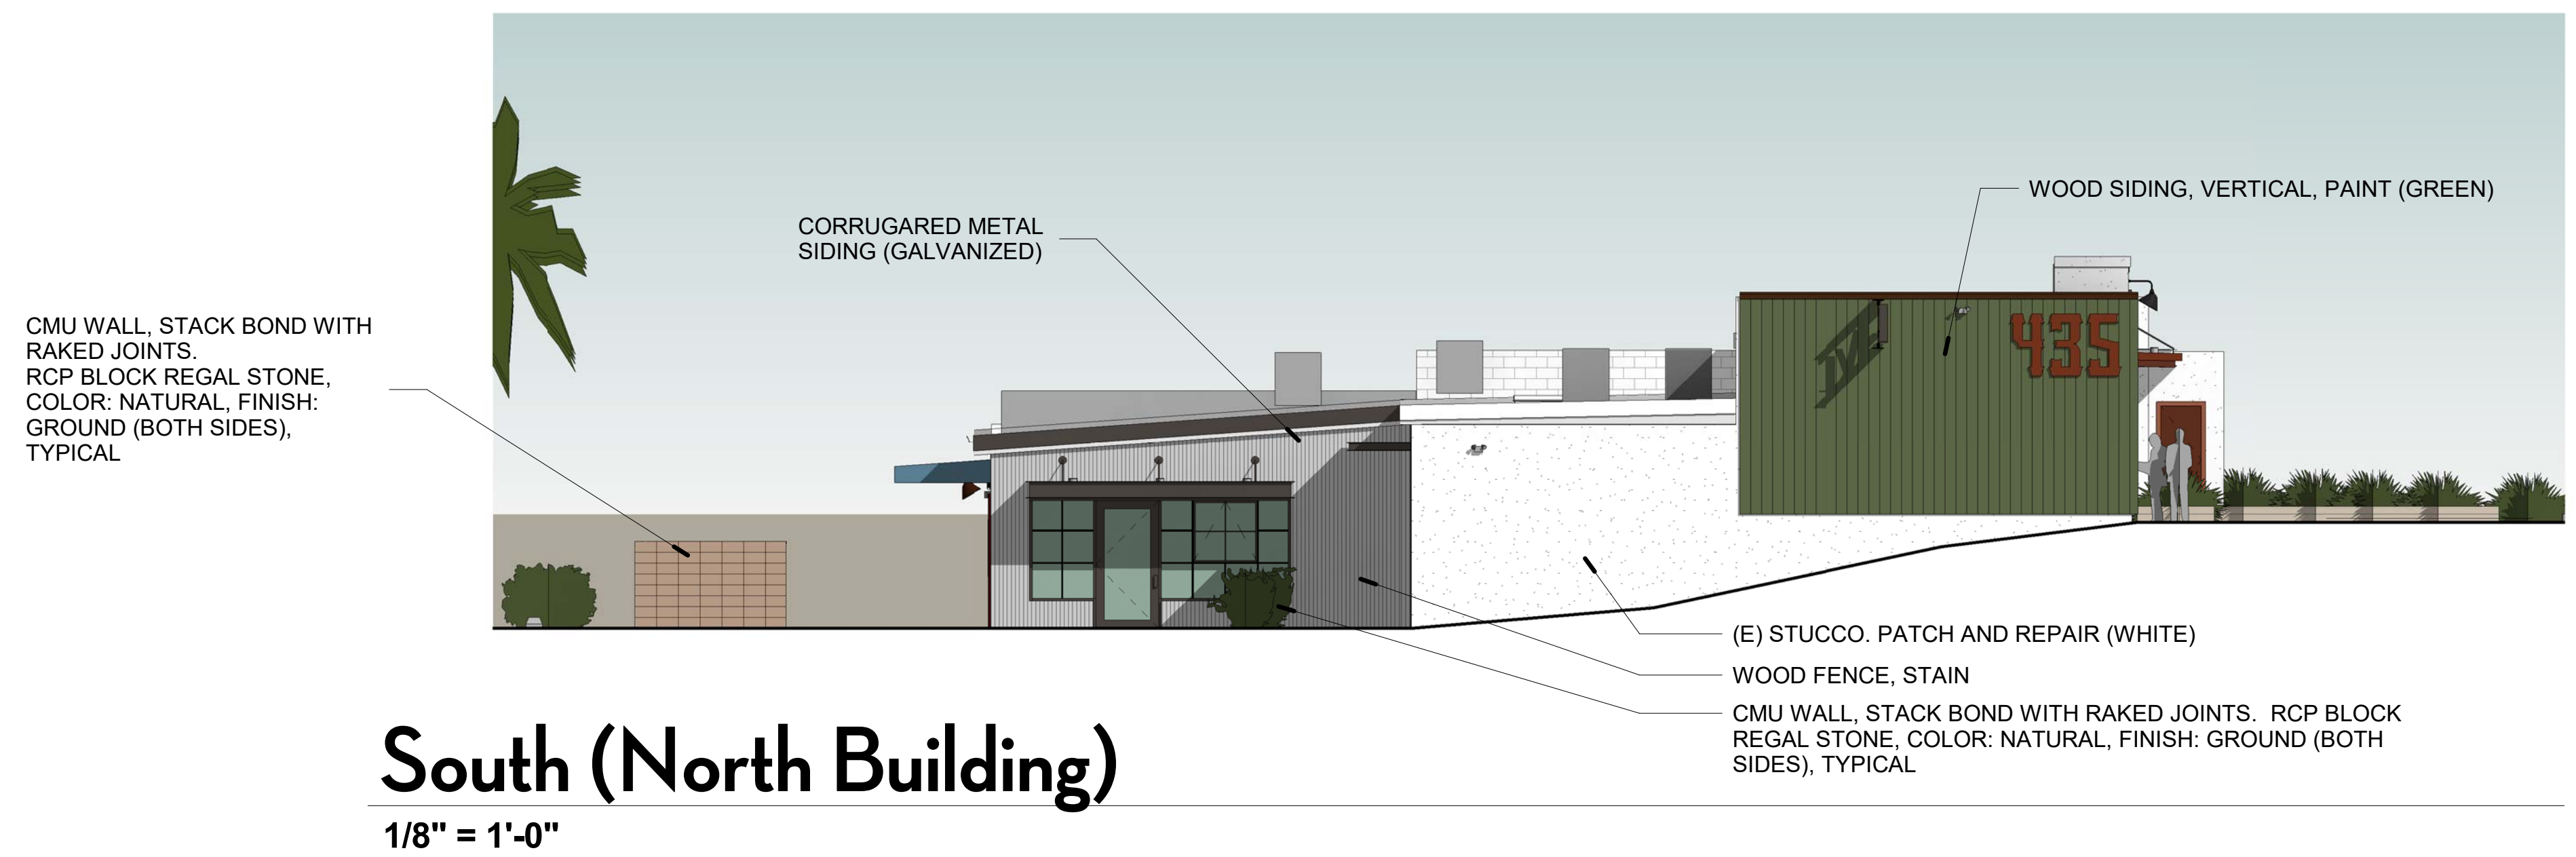 WOOD SIDING, VERTICAL, PAINT (GREEN)
CORRUGARED METAL
SIDING (GALVANIZED)
CMU WALL, STACK BOND WITH
RAKED JOINTS.
RCP BLOCK REGAL STONE,
COLOR: NATURAL, FINISH:
GROUND (BOTH SIDES),
TYPICAL
435
(E) STUCCO. PATCH AND REPAIR (WHITE)
WOOD FENCE, STAIN
CMU WALL, STACK BOND WITH RAKED JOINTS. RCP BLOCK
REGAL STONE, COLOR: NATURAL, FINISH: GROUND (BOTH
SIDES), TYPICAL
South (North Building)
1/8" = 1'-0"